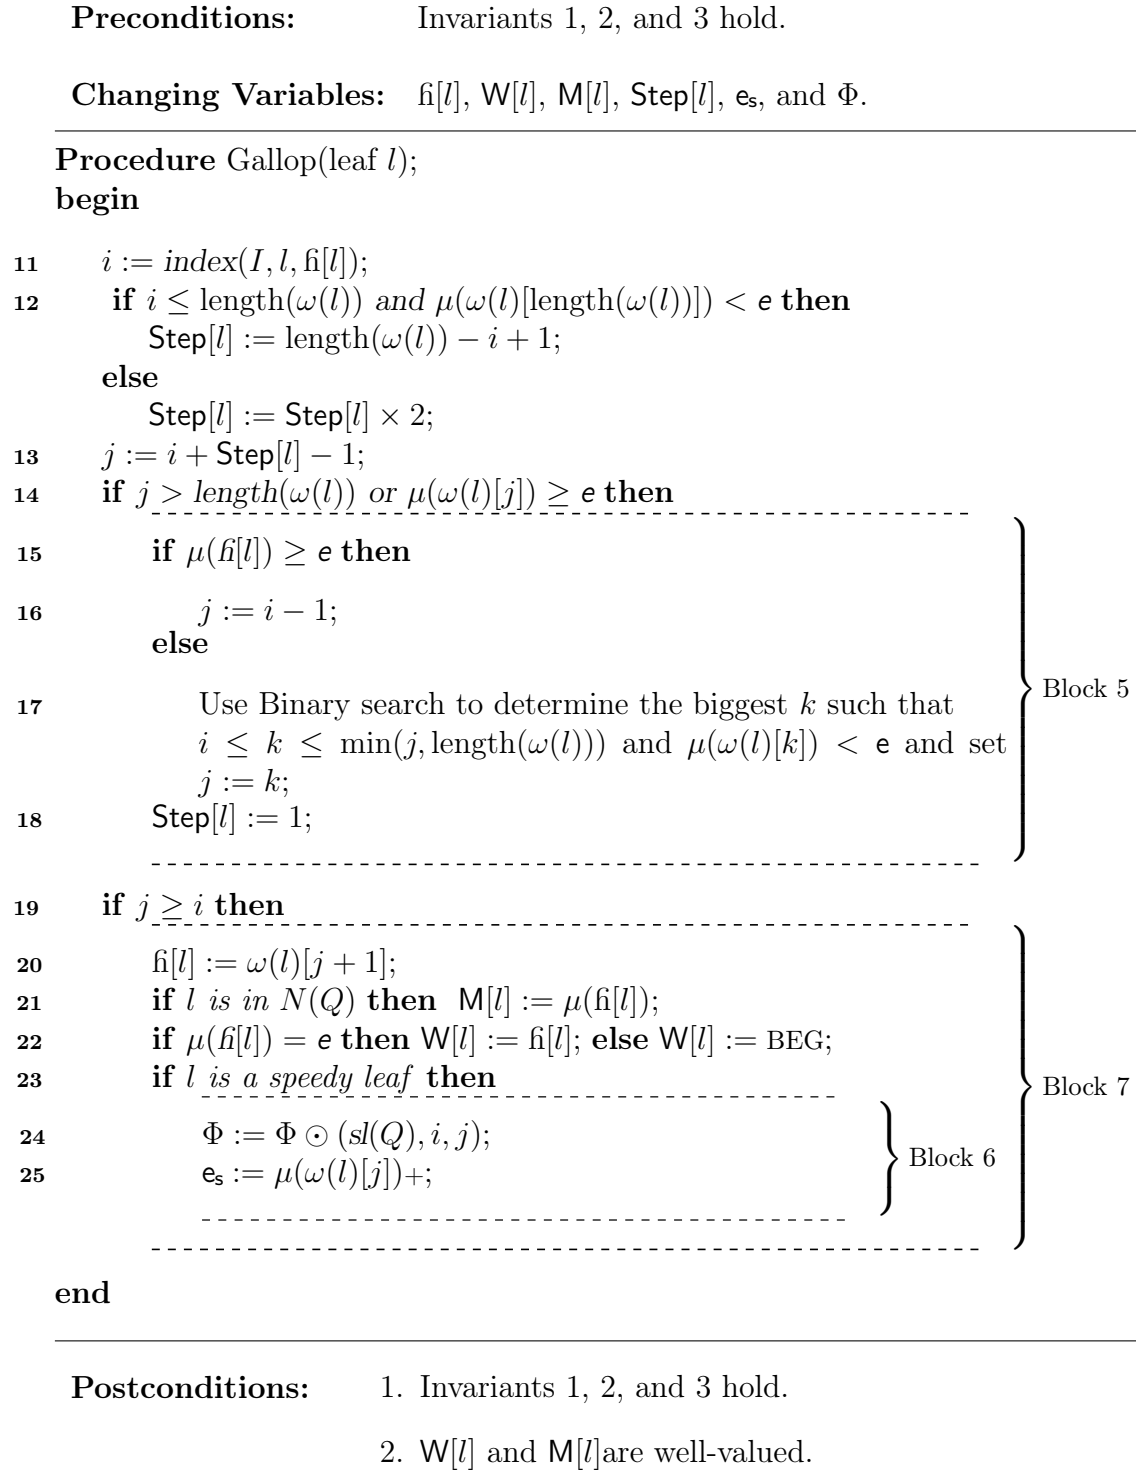 Preconditions: Invariants 1, 2, and 3 hold.
Changing Variables: fi[l], W[l], M[l], Step[l], eₛ, and Φ.
Procedure Gallop(leaf l);
begin
11 i := index(I, l, fi[l]);
12 if i ≤ length(ω(l)) and μ(ω(l)[length(ω(l))]) < e then
Step[l] := length(ω(l)) − i + 1;
else
Step[l] := Step[l] × 2;
13 j := i + Step[l] − 1;
14 if j > length(ω(l)) or μ(ω(l)[j]) ≥ e then
15 if μ(fi[l]) ≥ e then
16 j := i − 1;
else
Block 5
17 Use Binary search to determine the biggest k such that
i ≤ k ≤ min(j, length(ω(l))) and μ(ω(l)[k]) < e and set
j := k;
18 Step[l] := 1;
19 if j ≥ i then
20 fi[l] := ω(l)[j + 1];
21 if l is in N(Q) then M[l] := μ(fi[l]);
22 if μ(fi[l]) = e then W[l] := fi[l]; else W[l] := BEG;
23 if l is a speedy leaf then
Block 7
24 Φ := Φ ⊙ (sl(Q), i, j);
Block 6
25 eₛ := μ(ω(l)[j])+;
end
Postconditions: 1. Invariants 1, 2, and 3 hold.
2. W[l] and M[l]are well-valued.